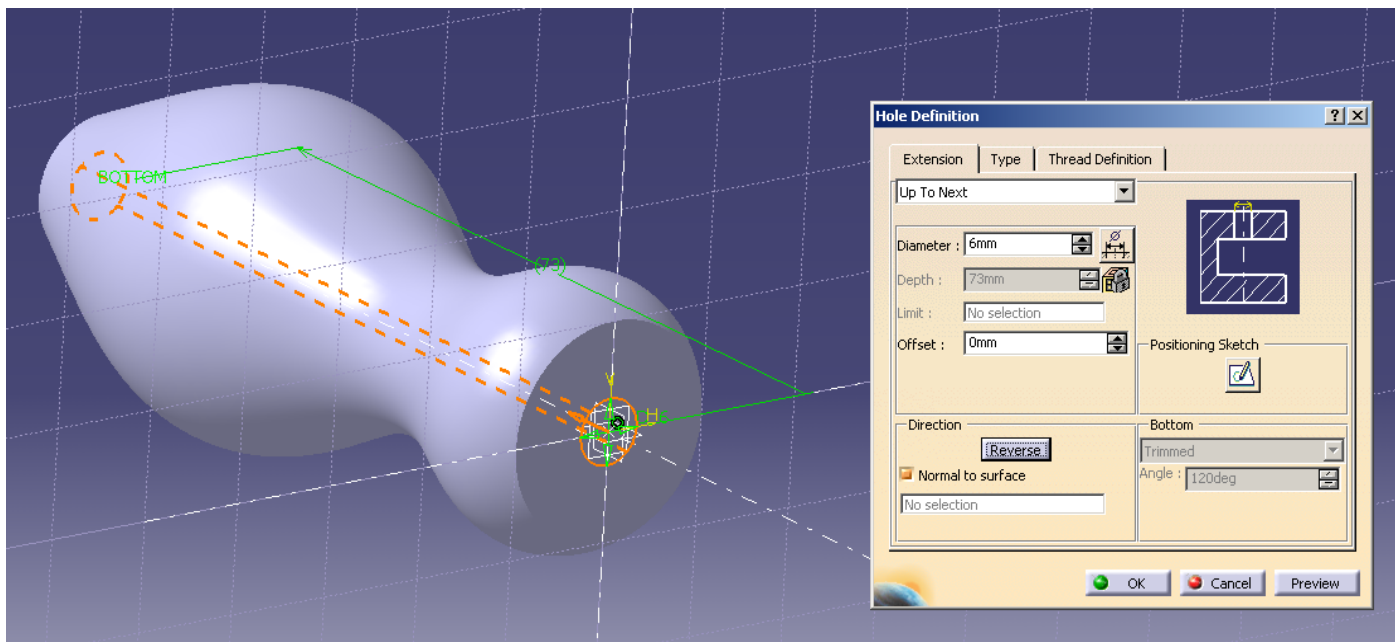 BOTTOM
(73)
V
H
Hole Definition
Extension
Type
Thread Definition
Up To Next
Diameter :
6mm
Depth :
73mm
Limit :
No selection
Offset :
0mm
Positioning Sketch
Direction
Reverse
Normal to surface
No selection
Bottom
Trimmed
Angle :
120deg
OK
Cancel
Preview